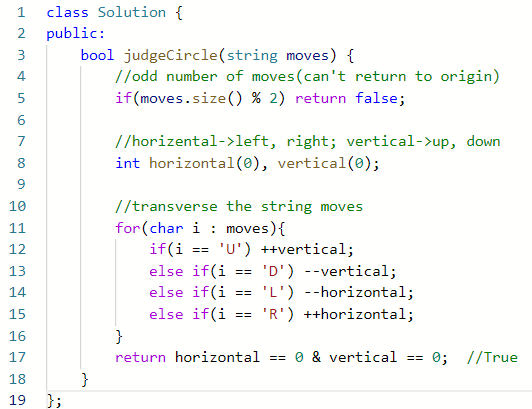 1 class Solution {
2 public:
3     bool judgeCircle(string moves) {
4         //odd number of moves(can't return to origin)
5         if(moves.size() % 2) return false;
6
7         //horizental->left, right; vertical->up, down
8         int horizontal(0), vertical(0);
9
10         //transverse the string moves
11         for(char i : moves){
12             if(i == 'U') ++vertical;
13             else if(i == 'D') --vertical;
14             else if(i == 'L') --horizontal;
15             else if(i == 'R') ++horizontal;
16         }
17         return horizontal == 0 & vertical == 0;  //True
18     }
19 };